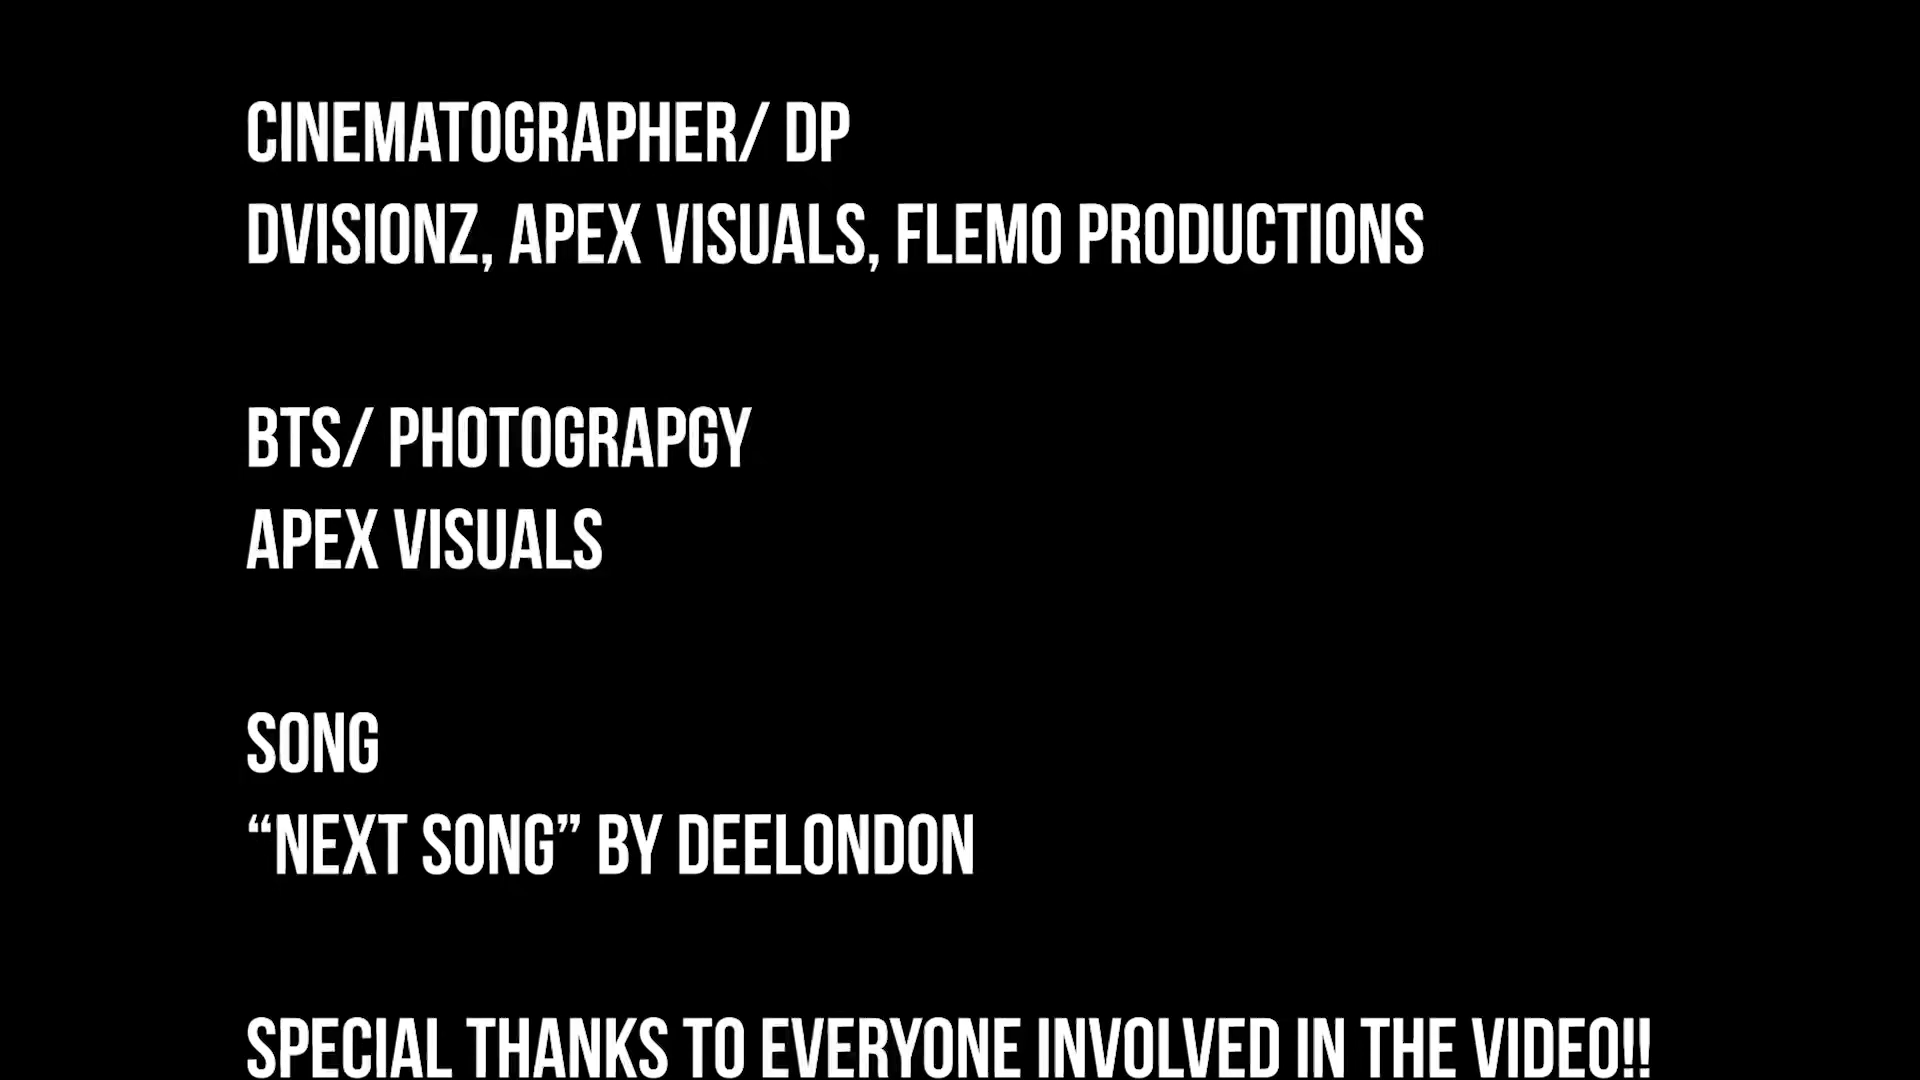 CINEMATOGRAPHER/ DP
DVISIONZ, APEX VISUALS, FLEMO PRODUCTIONS
BTS/ PHOTOGRAPGY
APEX VISUALS
SONG
“NEXT SONG” BY DEELONDON
SPECIAL THANKS TO EVERYONE INVOLVED IN THE VIDEO!!